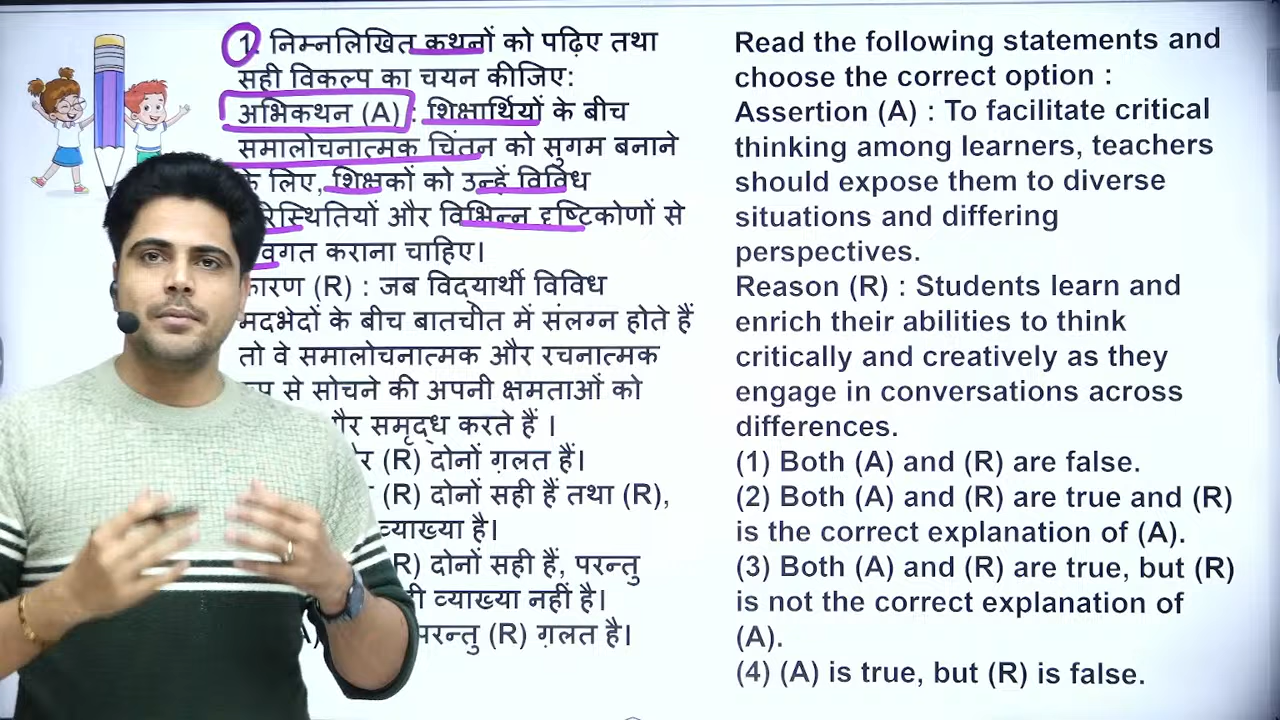 1. निम्नलिखित कथनों को पढ़िए तथा
सही विकल्प का चयन कीजिए:
अभिकथन (A) : शिक्षार्थियों के बीच
समालोचनात्मक चिंतन को सुगम बनाने
के लिए, शिक्षकों को उन्हें विविध
और विभिन्न दृष्टिकोणों से
कराना चाहिए।
(R) : जब विद्यार्थी विविध
मदभेदों के बीच बातचीत में संलग्न होते हैं
तो वे समालोचनात्मक और रचनात्मक
से सोचने की अपनी क्षमताओं को
समृद्ध करते हैं ।
(R) दोनों ग़लत हैं।
(R) दोनों सही हैं तथा (R),
व्याख्या है।
दोनों सही हैं, परन्तु
व्याख्या नहीं है।
परन्तु (R) ग़लत है।
Read the following statements and
choose the correct option :
Assertion (A) : To facilitate critical
thinking among learners, teachers
should expose them to diverse
situations and differing
perspectives.
Reason (R) : Students learn and
enrich their abilities to think
critically and creatively as they
engage in conversations across
differences.
(1) Both (A) and (R) are false.
(2) Both (A) and (R) are true and (R)
is the correct explanation of (A).
(3) Both (A) and (R) are true, but (R)
is not the correct explanation of
(A).
(4) (A) is true, but (R) is false.